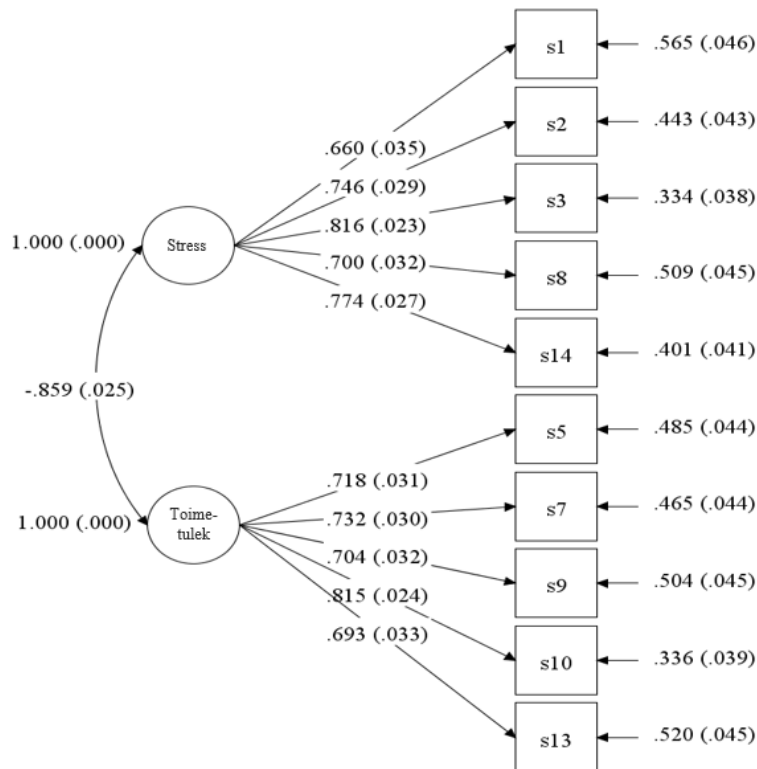 s1
.565 (.046)
s2
.443 (.043)
.660 (.035)
.746 (.029)
s3
.334 (.038)
.816 (.023)
1.000 (.000)
Stress
.700 (.032)
s8
.509 (.045)
.774 (.027)
s14
.401 (.041)
-.859 (.025)
s5
.485 (.044)
.718 (.031)
s7
.465 (.044)
.732 (.030)
1.000 (.000)
Toime-
tulek
.704 (.032)
s9
.504 (.045)
.815 (.024)
.693 (.033)
s10
.336 (.039)
s13
.520 (.045)